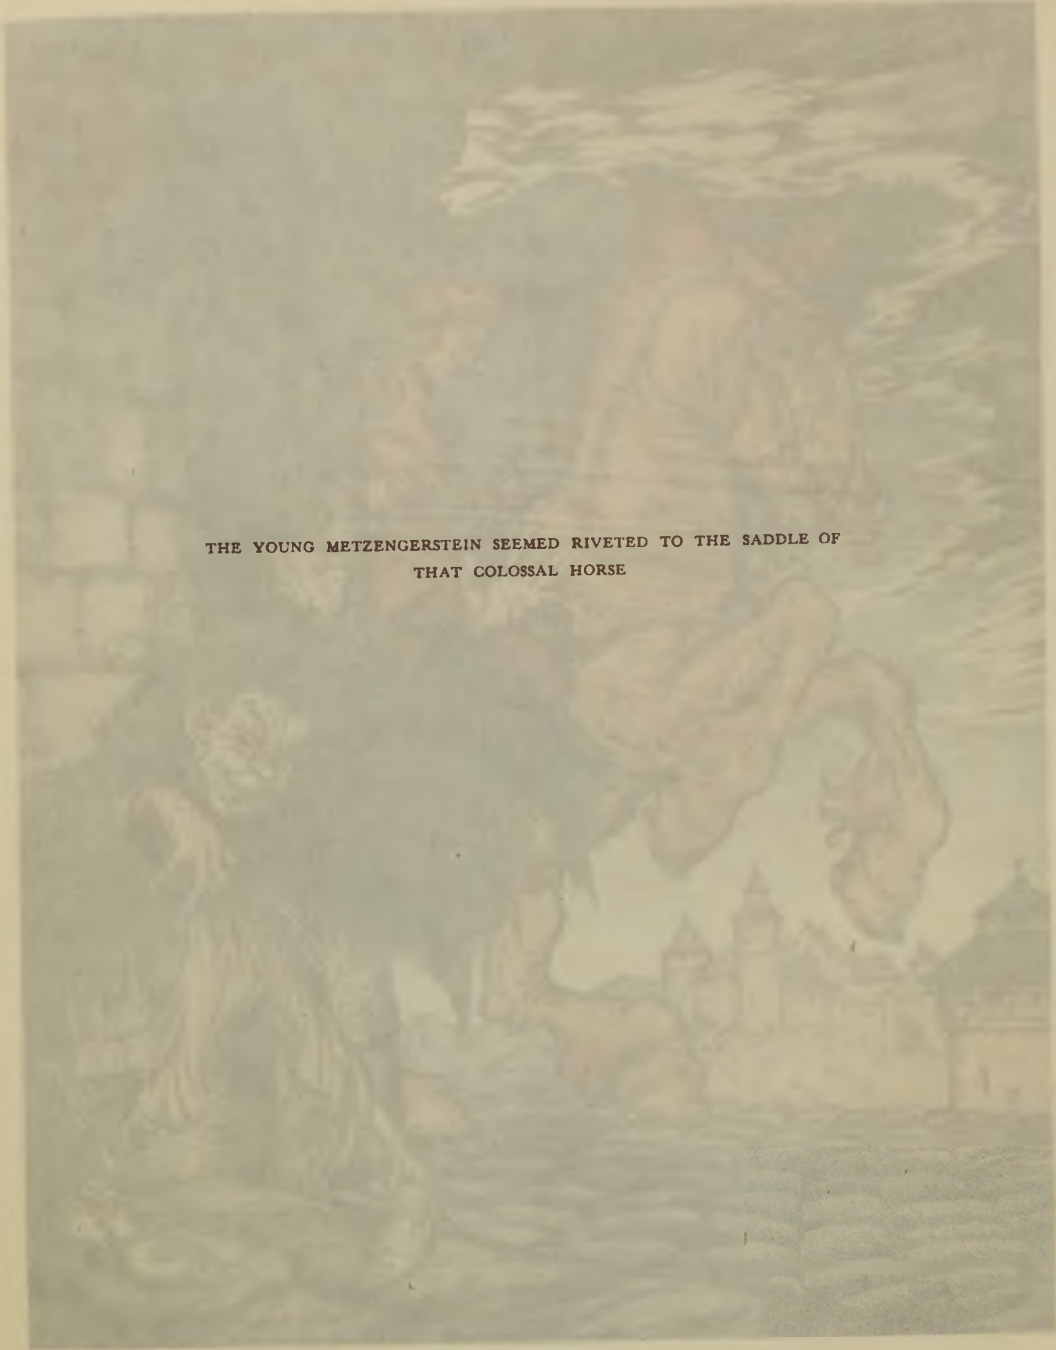 THE YOUNG METZENGERSTEIN SEEMED RIVETED TO THE SADDLE OF
THAT COLOSSAL HORSE